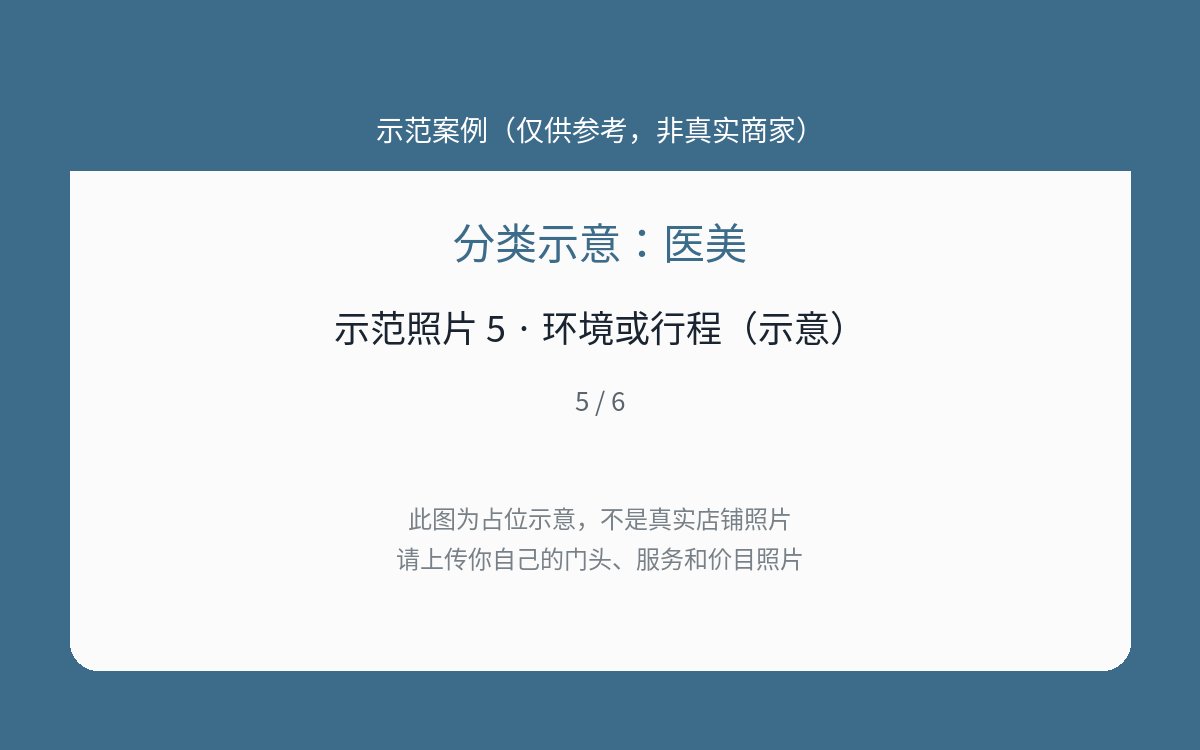 示范案例（仅供参考，非真实商家）
分类示意：医美
示范照片 5 · 环境或行程（示意）
5 / 6
此图为占位示意，不是真实店铺照片
请上传你自己的门头、服务和价目照片